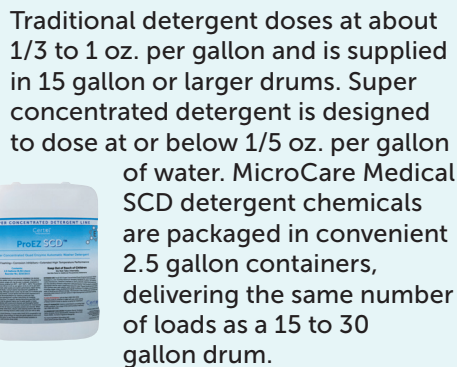 Traditional detergent doses at about
1/3 to 1 oz. per gallon and is supplied
in 15 gallon or larger drums. Super
concentrated detergent is designed
to dose at or below 1/5 oz. per gallon
of water. MicroCare Medical
SCD detergent chemicals
are packaged in convenient
2.5 gallon containers,
delivering the same number
of loads as a 15 to 30
gallon drum.
ProEZ SCD™